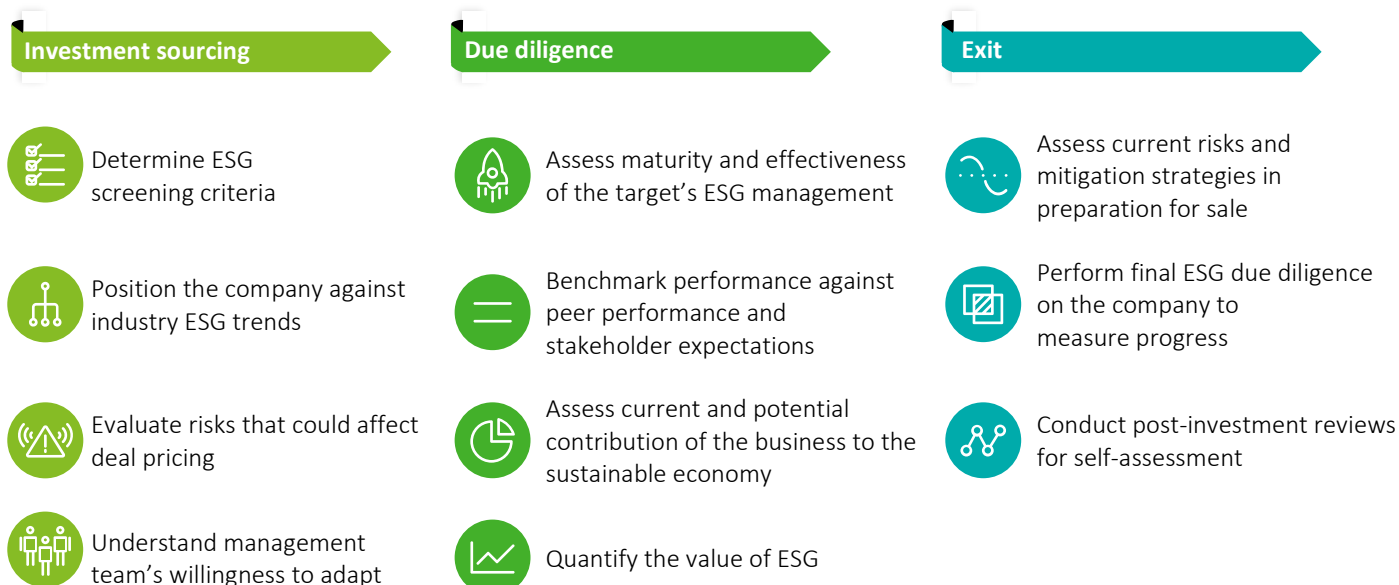 Investment sourcing
Determine ESG
screening criteria
Position the company against
industry ESG trends
Evaluate risks that could affect
deal pricing
Understand management
team's willingness to adapt
Due diligence
Assess maturity and effectiveness
of the target's ESG management
Benchmark performance against
peer performance and
stakeholder expectations
Assess current and potential
contribution of the business to the
sustainable economy
Quantify the value of ESG
Exit
Assess current risks and
mitigation strategies in
preparation for sale
Perform final ESG due diligence
on the company to
measure progress
Conduct post-investment reviews
for self-assessment